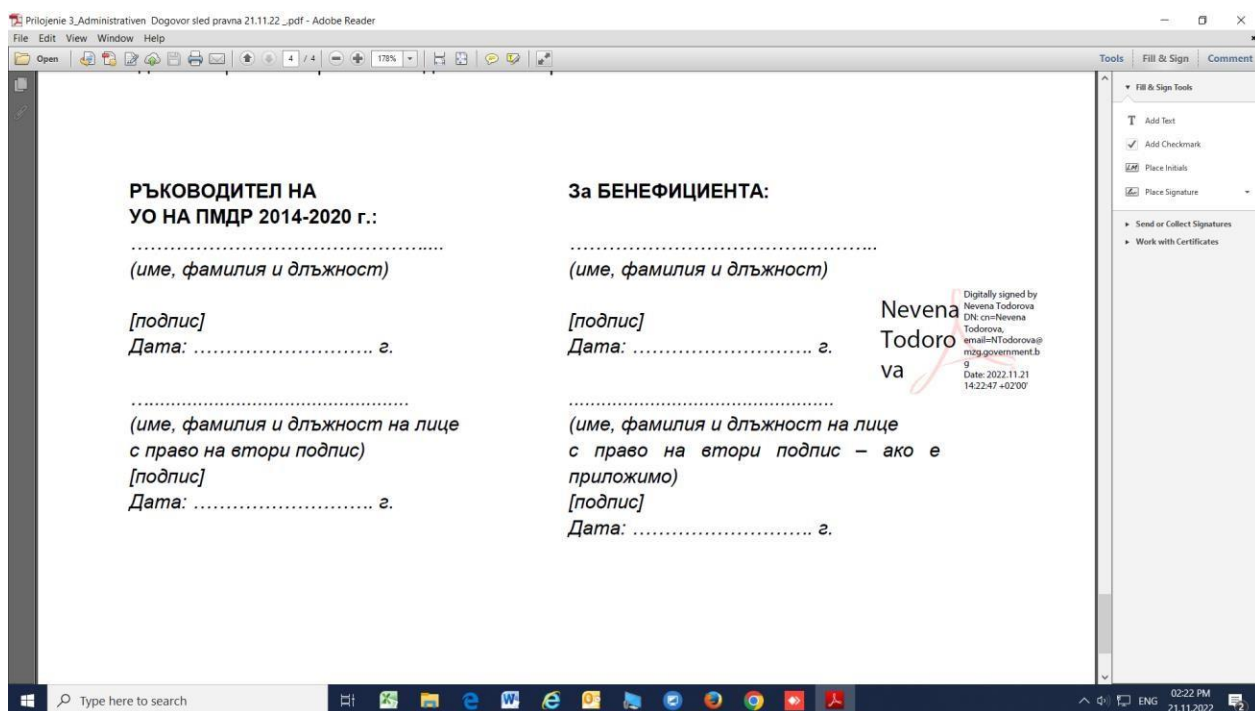 Prilojenie 3_Administrativen Dogovor sled pravna 21.11.22 _.pdf - Adobe Reader
File Edit View Window Help
Open 4 / 4 178% Tools Fill & Sign Comment
Fill & Sign Tools
Add Text
Add Checkmark
Place Initials
Place Signature
Send or Collect Signatures
Work with Certificates
РЪКОВОДИТЕЛ НА
УО НА ПМДР 2014-2020 г.:
…………………………………………....
(име, фамилия и длъжност)
[подпис]
Дата: ………………………. г.
…...............................................
(име, фамилия и длъжност на лице
с право на втори подпис)
[подпис]
Дата: ………………………. г.
За БЕНЕФИЦИЕНТА:
…………………………………………..
(име, фамилия и длъжност)
[подпис]
Дата: ………………………. г.
.................................................
(име, фамилия и длъжност на лице
с право на втори подпис – ако е
приложимо)
[подпис]
Дата: ………………………. г.
Nevena
Todoro
va
Digitally signed by
Nevena Todorova
DN: cn=Nevena
Todorova,
email=NTodorova@
mzg.government.b
g
Date: 2022.11.21
14:22:47 +02'00'
Type here to search
ENG
02:22 PM
21.11.2022